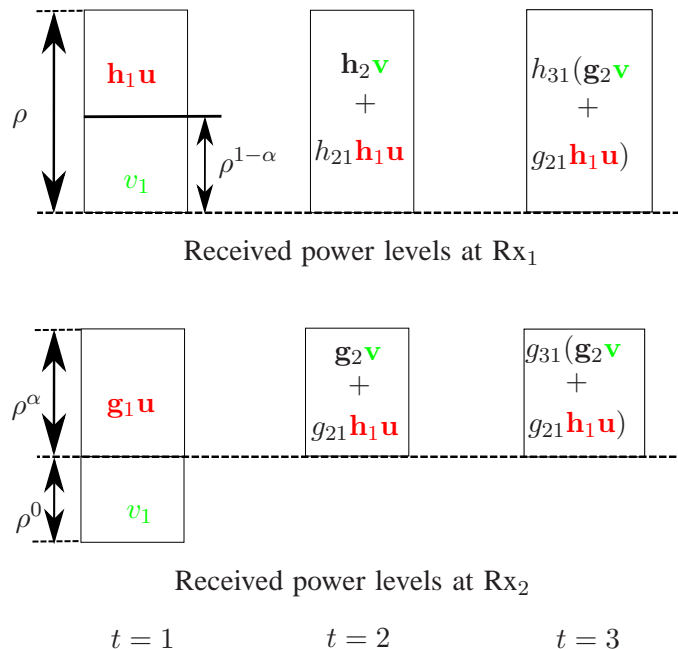 ρ
h₁u
ρ^{1−α}
v₁
h₂v
+
h₂₁h₁u
h₃₁(g₂v
+
g₂₁h₁u)
Received power levels at Rx₁
ρ^α
g₁u
ρ⁰
v₁
g₂v
+
g₂₁h₁u
g₃₁(g₂v
+
g₂₁h₁u)
Received power levels at Rx₂
t = 1 t = 2 t = 3